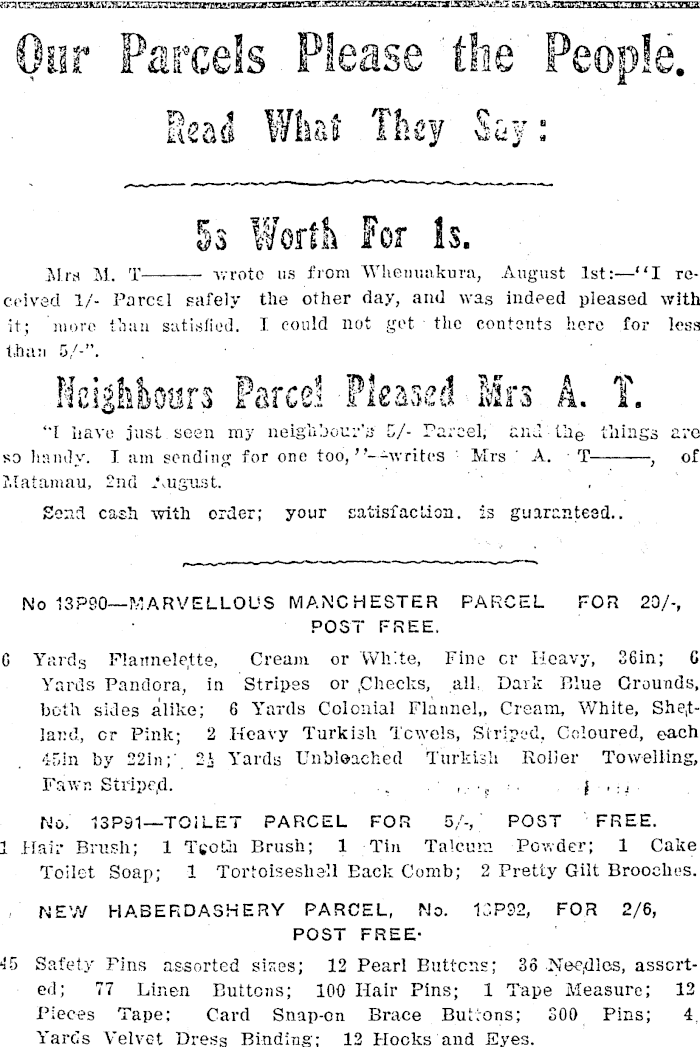 Our Parcels Please the People.
Read What They Say:
5s Worth For 1s.
Mrs M. T—— wrote us from Whenuakura, August 1st:—"I re-
ceived 1/- Parcel safely the other day, and was indeed pleased with
it; more than satisfied. I could not get the contents here for less
than 5/-".
Neighbours Parcel Pleased Mrs A. T.
"I have just seen my neighbour's 5/- Parcel, and the things are
so handy. I am sending for one too,"—writes Mrs A. T——, of
Matamau, 2nd August.
Send cash with order; your satisfaction. is guaranteed..
No 13P90—MARVELLOUS MANCHESTER PARCEL FOR 20/-,
POST FREE.
6 Yards Flannelette, Cream or White, Fine or Heavy, 36in; 6
Yards Pandora, in Stripes or Checks, all Dark Blue Grounds,
both sides alike; 6 Yards Colonial Flannel,, Cream, White, Shet-
land, or Pink; 2 Heavy Turkish Towels, Striped, Coloured, each
45in by 22in; 2½ Yards Unbleached Turkish Roller Towelling,
Fawn Striped.
No. 13P91—TOILET PARCEL FOR 5/-, POST FREE.
1 Hair Brush; 1 Tooth Brush; 1 Tin Talcum Powder; 1 Cake
Toilet Soap; 1 Tortoiseshell Back Comb; 2 Pretty Gilt Brooches.
NEW HABERDASHERY PARCEL, No. 13P92, FOR 2/6,
POST FREE.
45 Safety Pins assorted sizes; 12 Pearl Buttons; 36 Needles, assort-
ed; 77 Linen Buttons; 100 Hair Pins; 1 Tape Measure; 12
Pieces Tape; Card Snap-on Brace Buttons; 300 Pins; 4
Yards Velvet Dress Binding; 12 Hooks and Eyes.